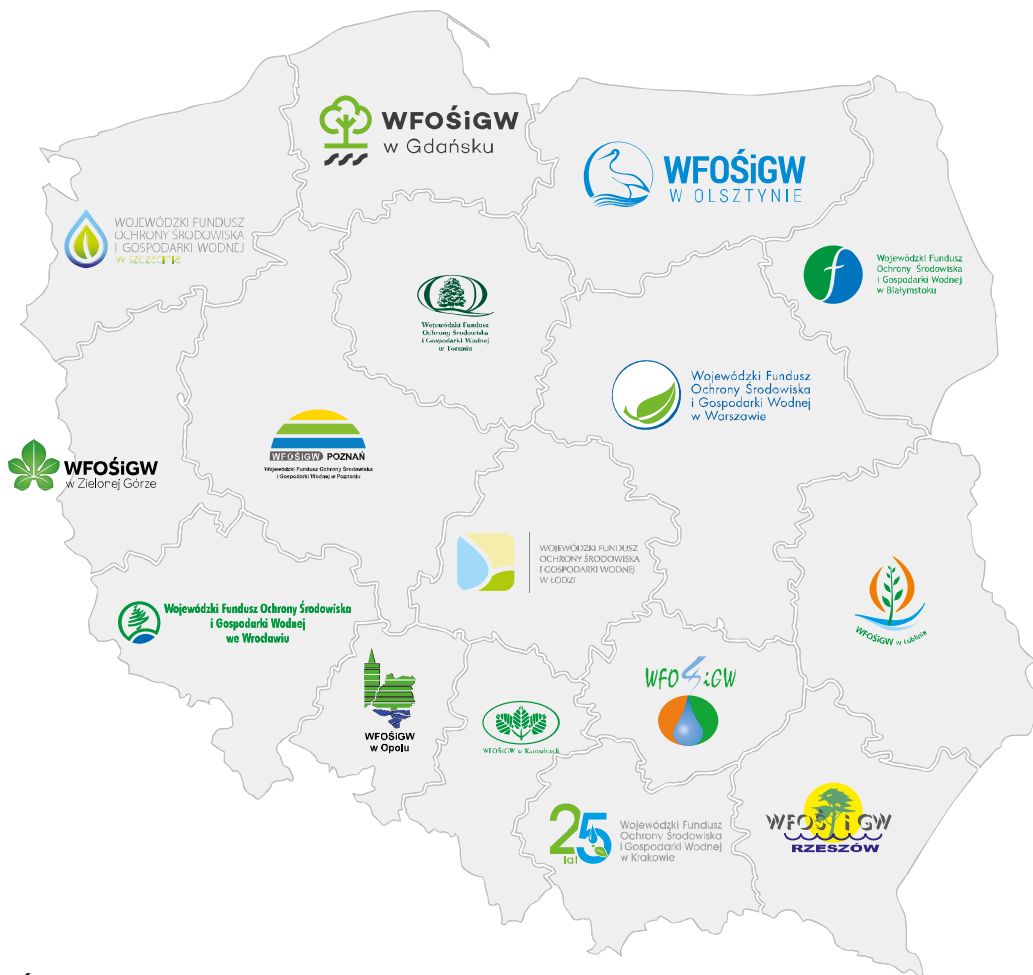 WFOŚiGW
w Gdańsku
WFOŚiGW
W OLSZTYNIE
WOJEWÓDZKI FUNDUSZ
OCHRONY ŚRODOWISKA
I GOSPODARKI WODNEJ
W SZCZECINIE
Wojewódzki Fundusz
Ochrony Środowiska
i Gospodarki Wodnej
w Białymstoku
Wojewódzki Fundusz
Ochrony Środowiska
i Gospodarki Wodnej
w Toruniu
Wojewódzki Fundusz
Ochrony Środowiska
i Gospodarki Wodnej
w Warszawie
WFOŚiGW POZNAŃ
Wojewódzki Fundusz Ochrony Środowiska
i Gospodarki Wodnej w Poznaniu
WFOŚiGW
w Zielonej Górze
WOJEWÓDZKI FUNDUSZ
OCHRONY ŚRODOWISKA
I GOSPODARKI WODNEJ
W ŁODZI
Wojewódzki Fundusz Ochrony Środowiska
i Gospodarki Wodnej
we Wrocławiu
WFOŚiGW w Lublinie
WFOŚiGW
WFOŚiGW
w Opolu
WFOŚiGW w Katowicach
25
lat
Wojewódzki Fundusz
Ochrony Środowiska
i Gospodarki Wodnej
w Krakowie
WFOŚiGW
RZESZÓW